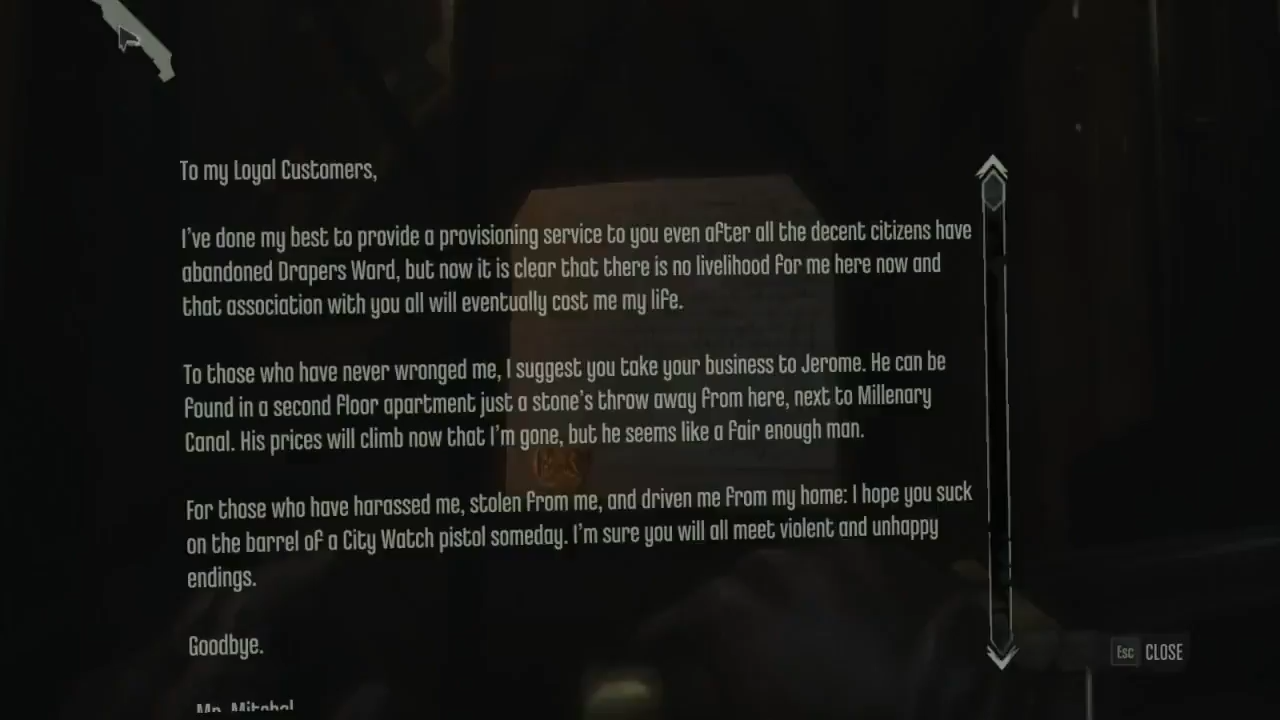 To my Loyal Customers,
I've done my best to provide a provisioning service to you even after all the decent citizens have
abandoned Drapers Ward, but now it is clear that there is no livelihood for me here now and
that association with you all will eventually cost me my life.
To those who have never wronged me, I suggest you take your business to Jerome. He can be
found in a second floor apartment just a stone's throw away from here, next to Millenary
Canal. His prices will climb now that I'm gone, but he seems like a fair enough man.
For those who have harassed me, stolen from me, and driven me from my home: I hope you suck
on the barrel of a City Watch pistol someday. I'm sure you will all meet violent and unhappy
endings.
Goodbye.
Mr. Mitchel
Esc CLOSE